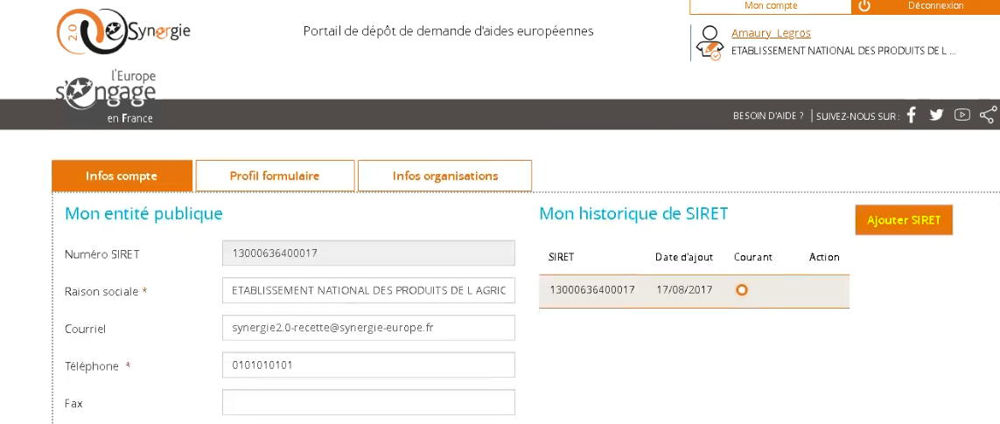 Mon compte
Déconnexion
2.0 eSynergie
Portail de dépôt de demande d'aides européennes
Amaury Legros
ETABLISSEMENT NATIONAL DES PRODUITS DE L ...
l'Europe
s'engage
en France
BESOIN D'AIDE ? | SUIVEZ-NOUS SUR :
Infos compte
Profil formulaire
Infos organisations
Mon entité publique
Numéro SIRET
13000636400017
Raison sociale *
ETABLISSEMENT NATIONAL DES PRODUITS DE L AGRIC
Courriel
synergie2.0-recette@synergie-europe.fr
Téléphone *
0101010101
Fax
Mon historique de SIRET
Ajouter SIRET
SIRET Date d'ajout Courant Action
13000636400017 17/08/2017